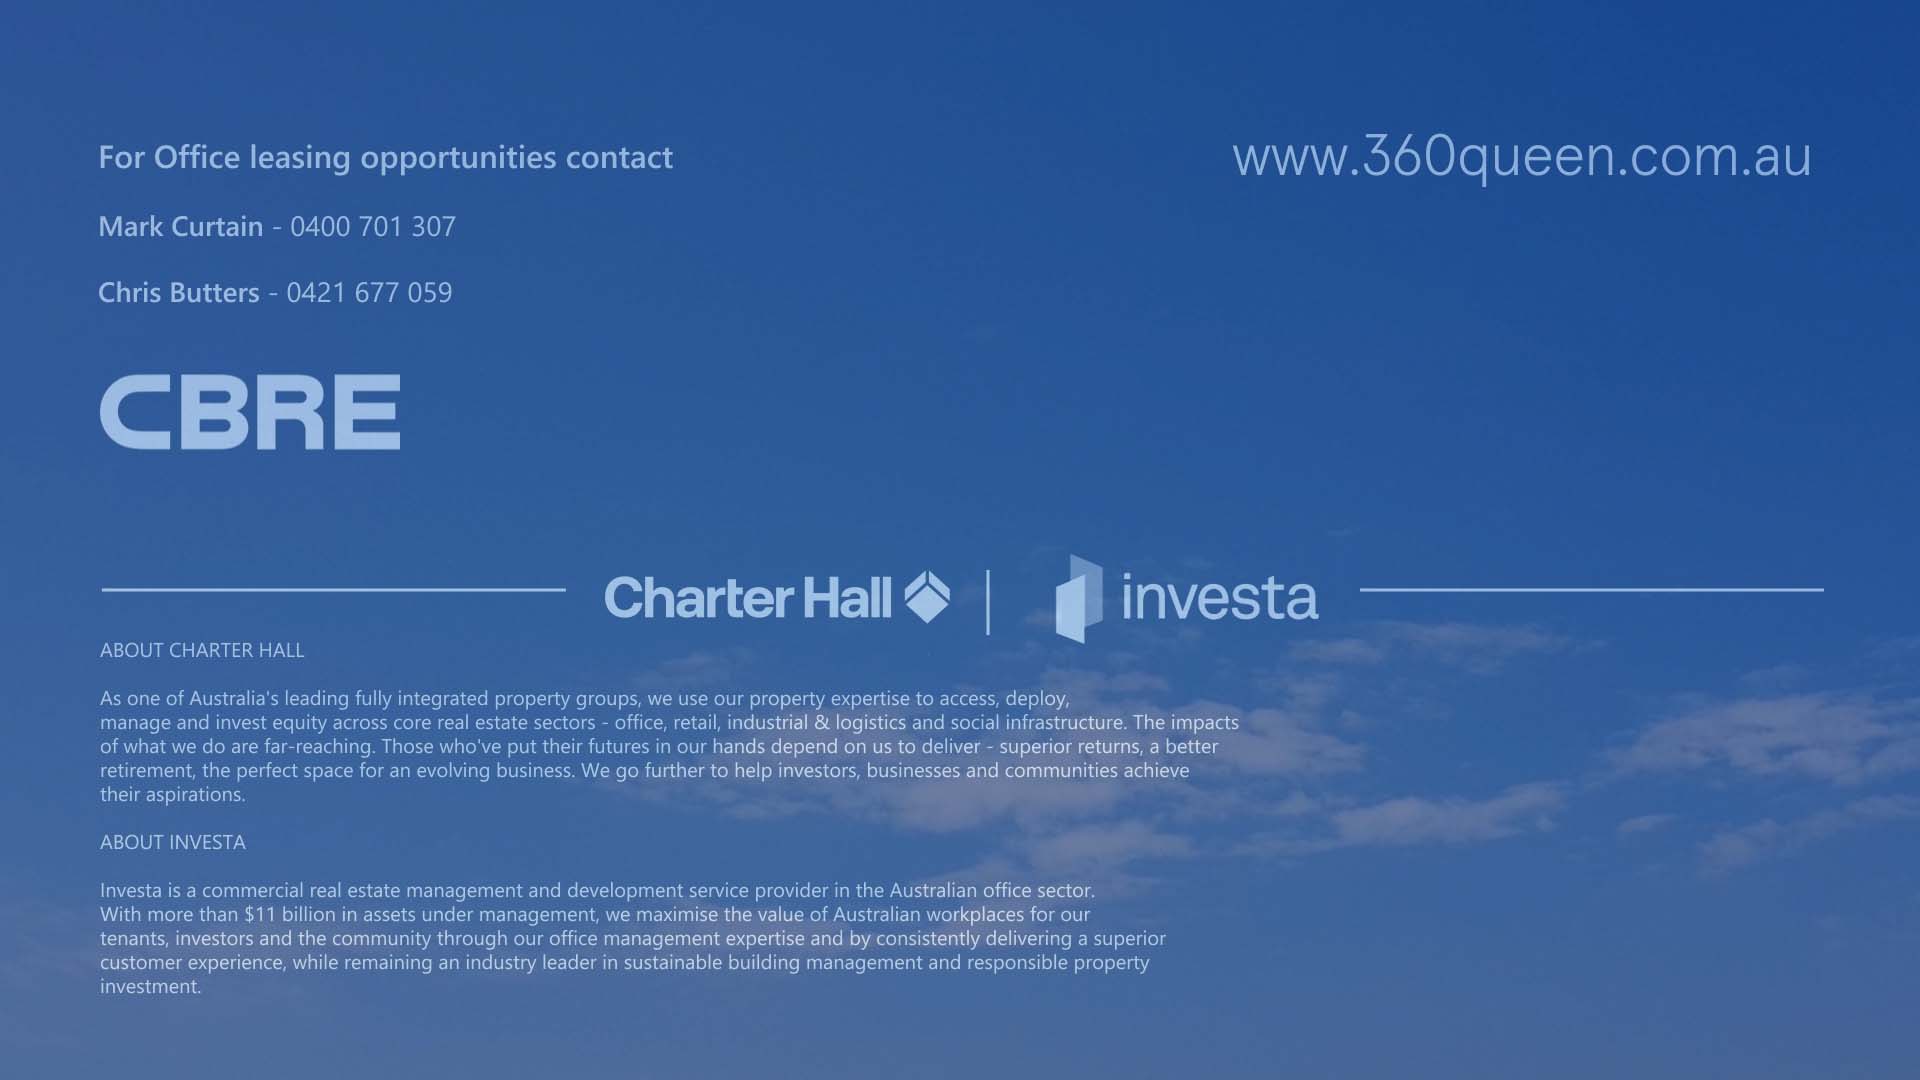 For Office leasing opportunities contact
www.360queen.com.au
Mark Curtain - 0400 701 307
Chris Butters - 0421 677 059
CBRE
Charter Hall | investa
ABOUT CHARTER HALL
As one of Australia's leading fully integrated property groups, we use our property expertise to access, deploy,
manage and invest equity across core real estate sectors - office, retail, industrial & logistics and social infrastructure. The impacts
of what we do are far-reaching. Those who've put their futures in our hands depend on us to deliver - superior returns, a better
retirement, the perfect space for an evolving business. We go further to help investors, businesses and communities achieve
their aspirations.
ABOUT INVESTA
Investa is a commercial real estate management and development service provider in the Australian office sector.
With more than $11 billion in assets under management, we maximise the value of Australian workplaces for our
tenants, investors and the community through our office management expertise and by consistently delivering a superior
customer experience, while remaining an industry leader in sustainable building management and responsible property
investment.